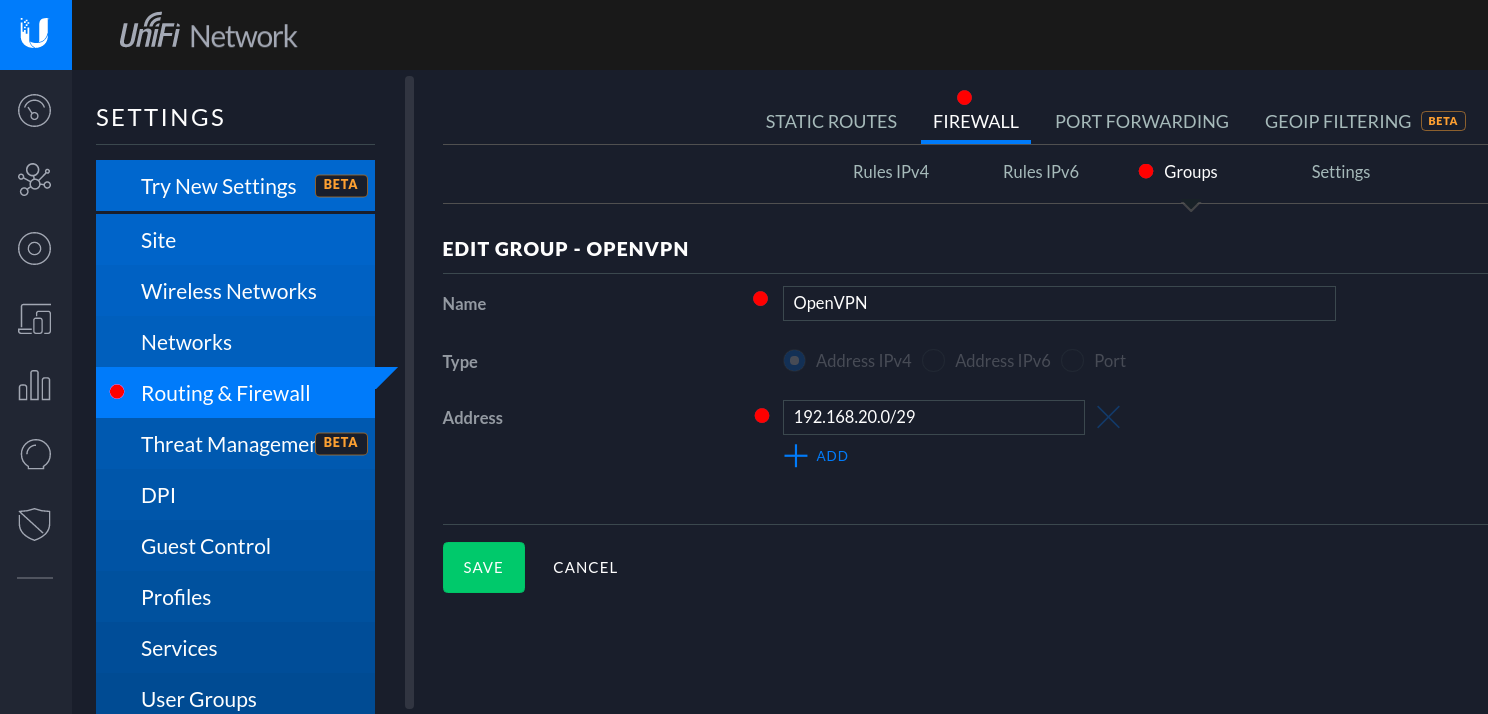 UniFi Network
SETTINGS
Try New Settings BETA
Site
Wireless Networks
Networks
Routing & Firewall
Threat Managemen BETA
DPI
Guest Control
Profiles
Services
User Groups
STATIC ROUTES FIREWALL PORT FORWARDING GEOIP FILTERING BETA
Rules IPv4 Rules IPv6 Groups Settings
EDIT GROUP - OPENVPN
Name OpenVPN
Type Address IPv4 Address IPv6 Port
Address 192.168.20.0/29
ADD
SAVE CANCEL